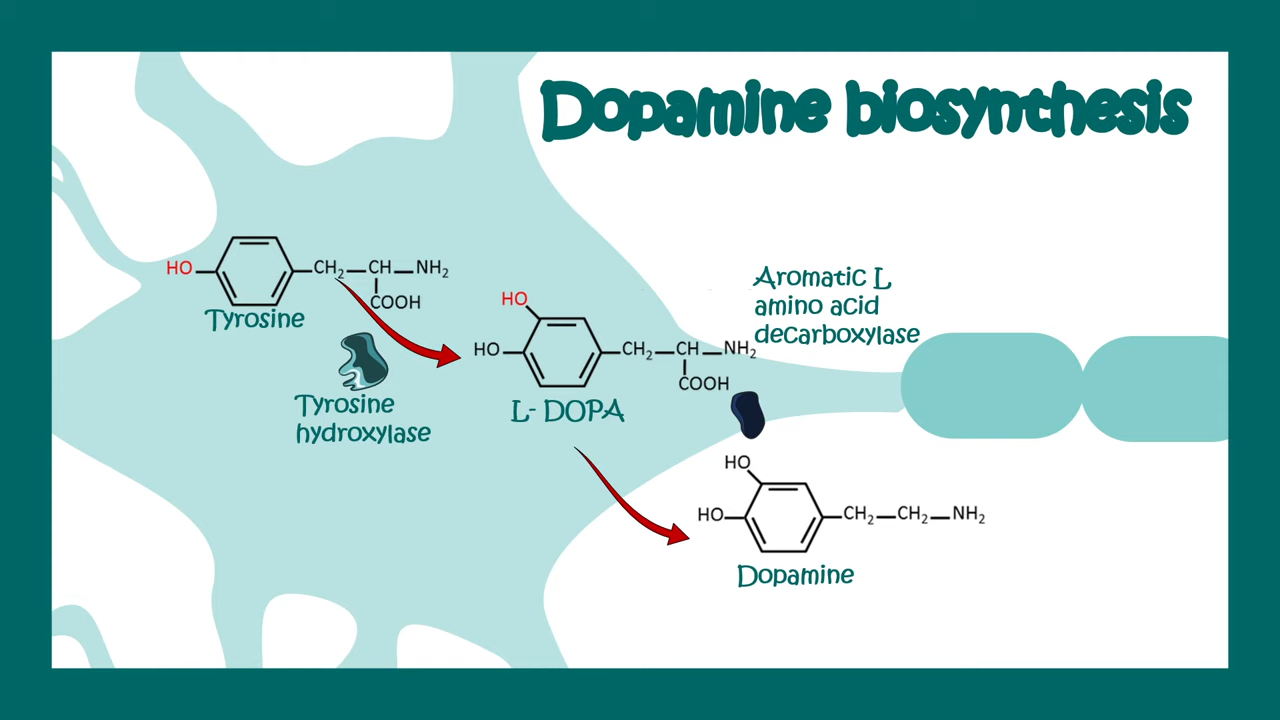 Dopamine biosynthesis
HO
CH₂
CH
NH₂
COOH
Tyrosine
Tyrosine
hydroxylase
HO
HO
CH₂
CH
NH₂
COOH
L- DOPA
Aromatic L
amino acid
decarboxylase
HO
HO
CH₂
CH₂
NH₂
Dopamine